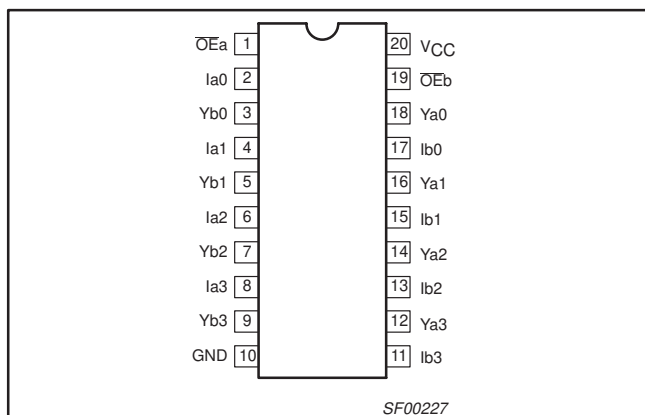 O̅E̅a 1 20 VCC
Ia0 2 19 O̅E̅b
Yb0 3 18 Ya0
Ia1 4 17 Ib0
Yb1 5 16 Ya1
Ia2 6 15 Ib1
Yb2 7 14 Ya2
Ia3 8 13 Ib2
Yb3 9 12 Ya3
GND 10 11 Ib3
SF00227